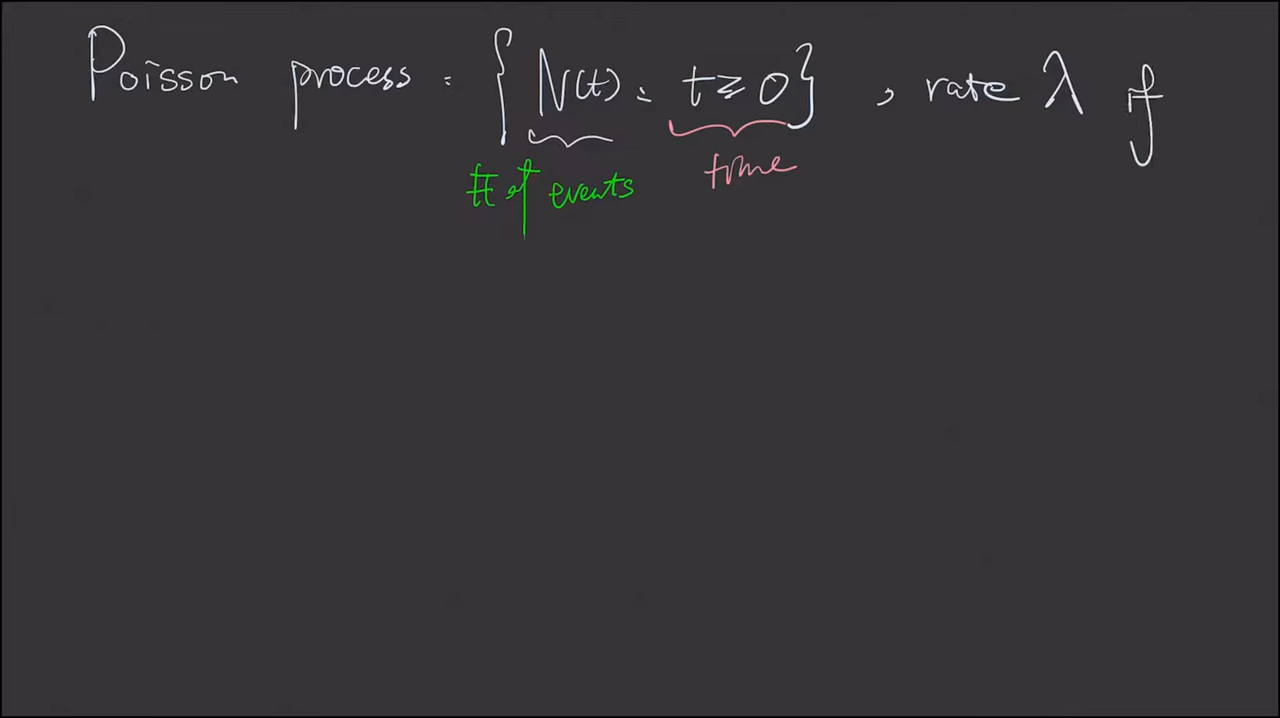 Poisson process : { N(t) : t ≥ 0 } , rate λ if
# of events
time